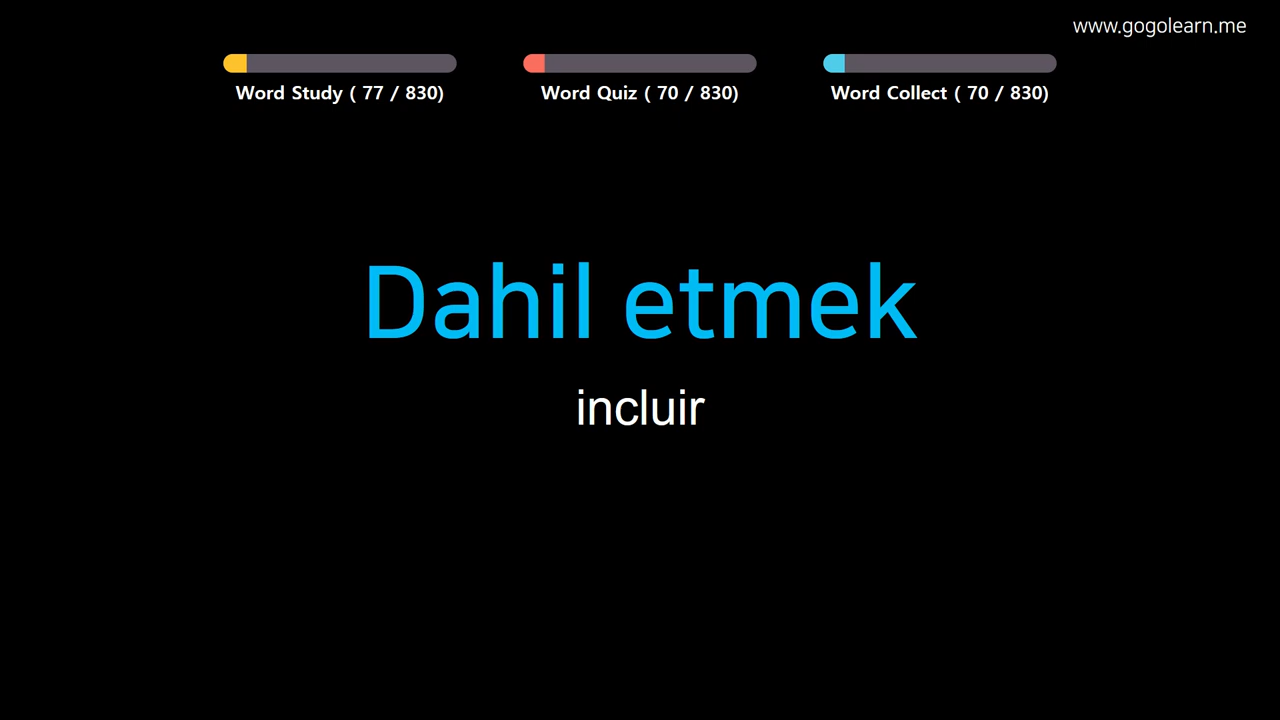 www.gogolearn.me
Word Study ( 77 / 830)
Word Quiz ( 70 / 830)
Word Collect ( 70 / 830)
Dahil etmek
incluir